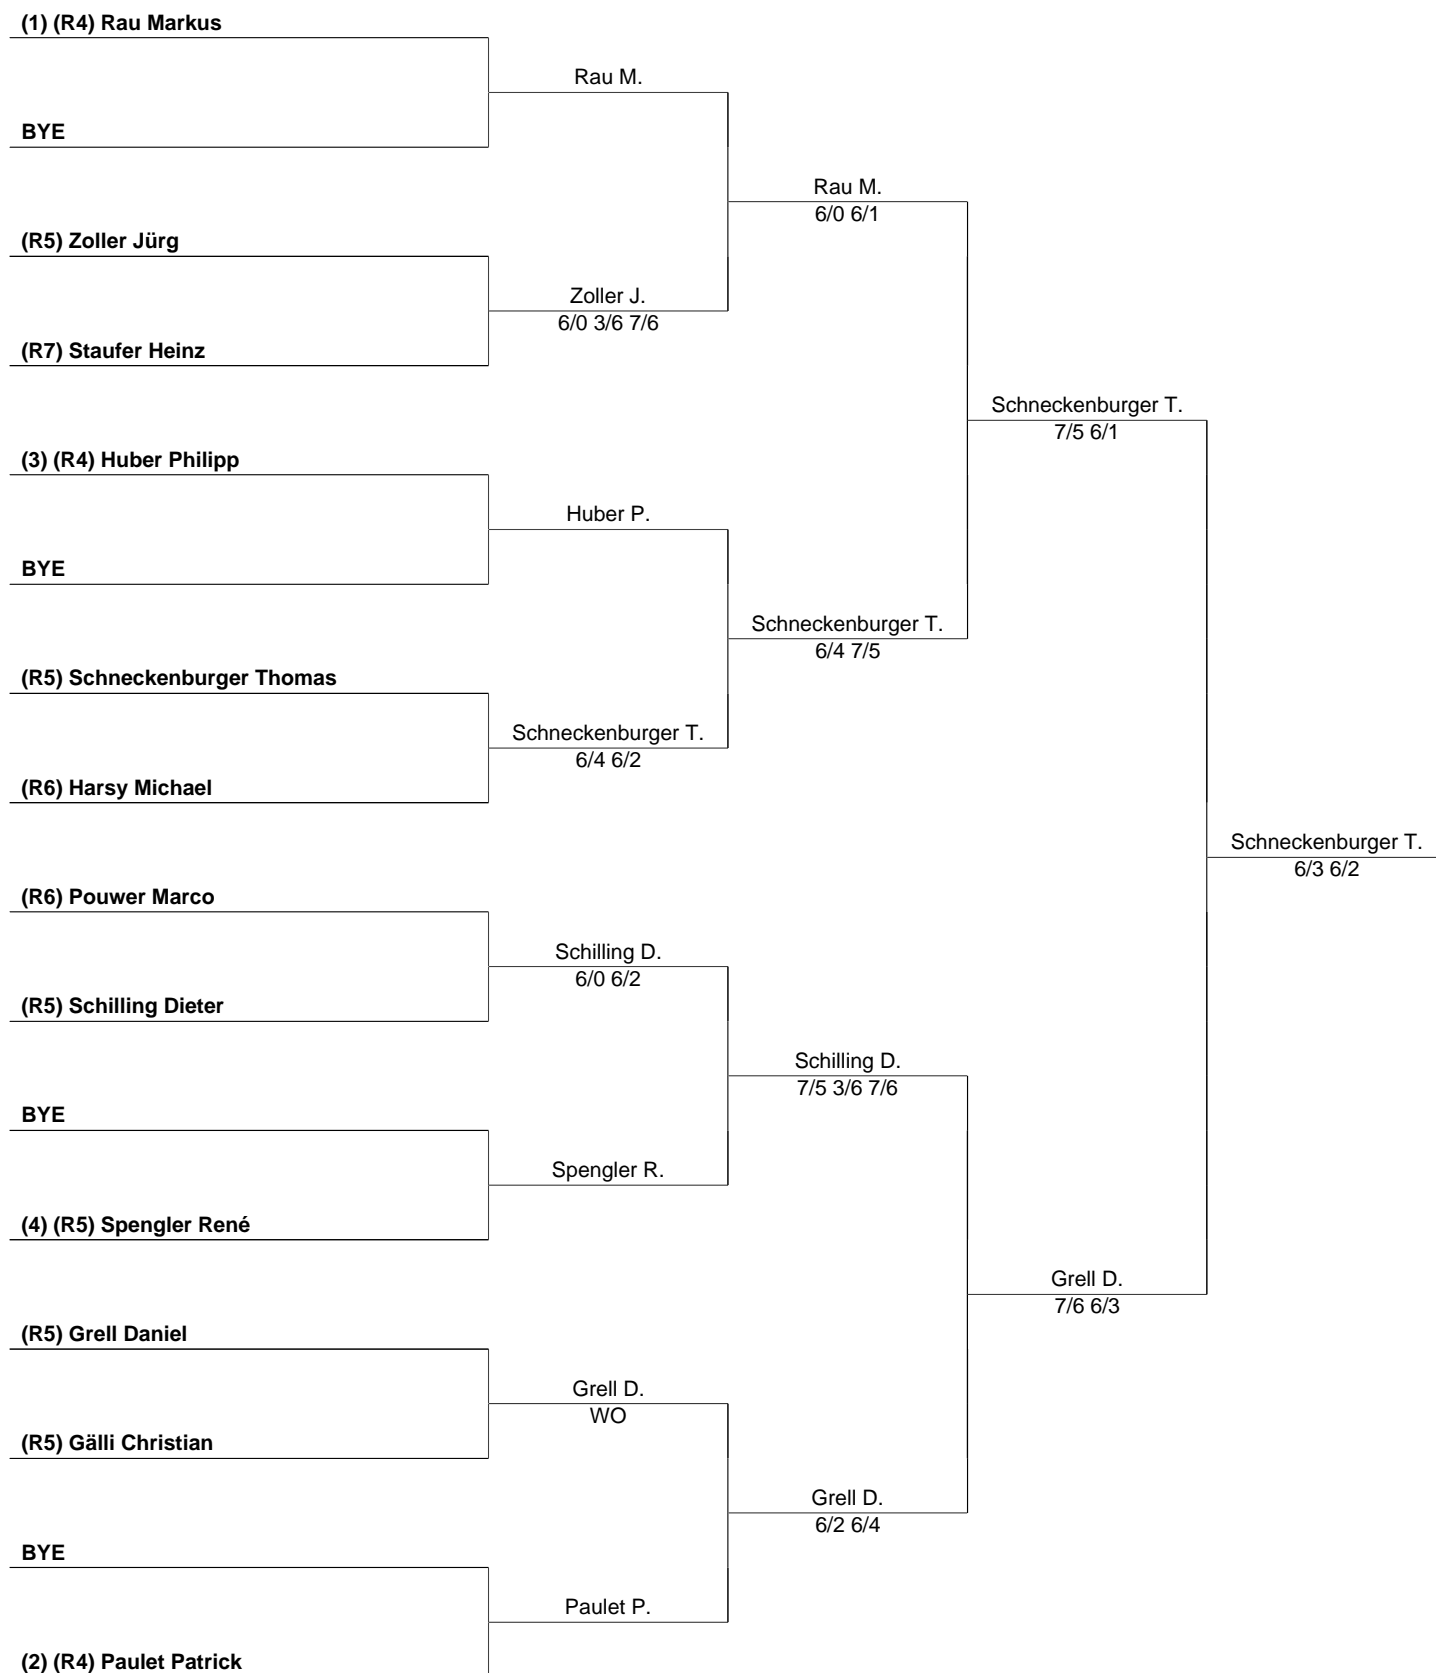 (1) (R4) Rau Markus
Rau M.
BYE
Rau M.
6/0 6/1
(R5) Zoller Jürg
Zoller J.
6/0 3/6 7/6
(R7) Staufer Heinz
Schneckenburger T.
7/5 6/1
(3) (R4) Huber Philipp
Huber P.
BYE
Schneckenburger T.
6/4 7/5
(R5) Schneckenburger Thomas
Schneckenburger T.
6/4 6/2
(R6) Harsy Michael
Schneckenburger T.
6/3 6/2
(R6) Pouwer Marco
Schilling D.
6/0 6/2
(R5) Schilling Dieter
Schilling D.
7/5 3/6 7/6
BYE
Spengler R.
(4) (R5) Spengler René
Grell D.
7/6 6/3
(R5) Grell Daniel
Grell D.
WO
(R5) Gälli Christian
Grell D.
6/2 6/4
BYE
Paulet P.
(2) (R4) Paulet Patrick